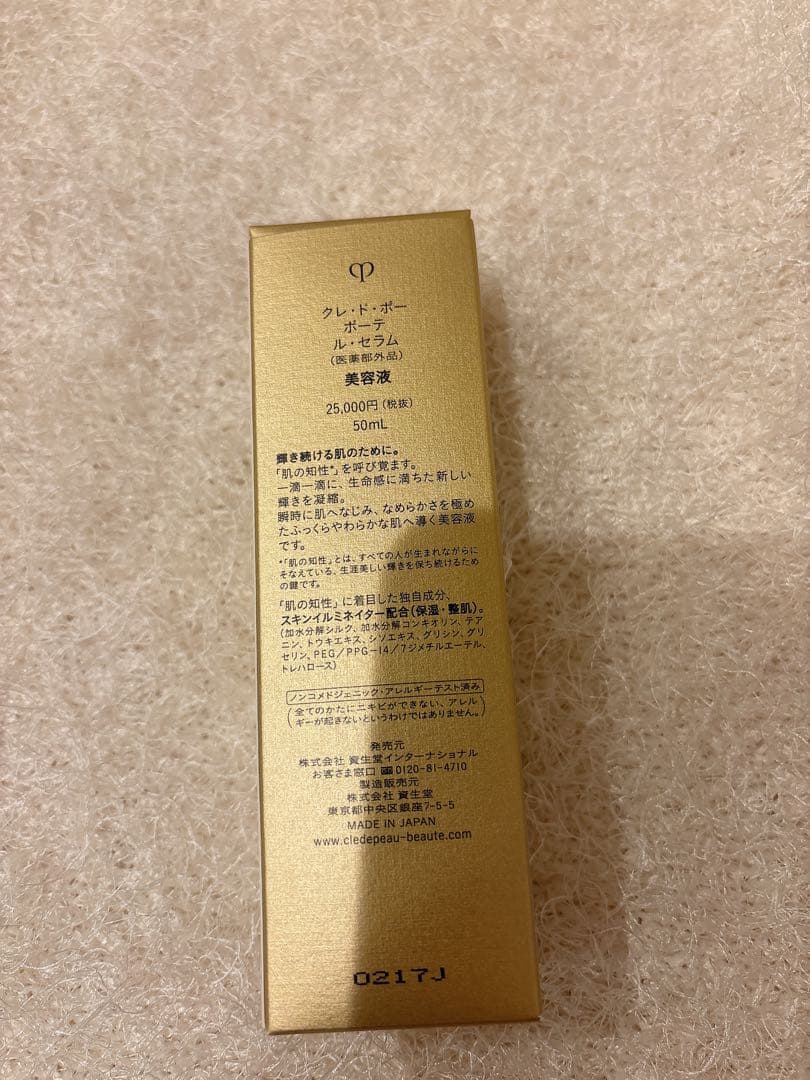 クレ・ド・ポー
ボーテ
ル・セラム
(医薬部外品)
美容液
25,000円(税抜)
50mL
輝き続ける肌のために。
「肌の知性*」を呼び覚ます。
一滴一滴に、生命感に満ちた新しい
輝きを凝縮。
瞬時に肌へなじみ、なめらかさを極め
たふっくらやわらかな肌へ導く美容液
です。
*「肌の知性」とは、すべての人が生まれながらに
そなえている、生涯美しい輝きを保ち続けるため
の鍵です。
「肌の知性」に着目した独自成分、
スキンイルミネイター配合(保湿・整肌)。
(加水分解シルク、加水分解コンキオリン、テア
ニン、トウキエキス、シソエキス、グリシン、グリ
セリン、PEG/PPG-14/7ジメチルエーテル、
トレハロース)
ノンコメドジェニック・アレルギーテスト済み
(全てのかたにニキビができない、アレル
ギーが起きないというわけではありません。)
発売元
株式会社 資生堂インターナショナル
お客さま窓口 0120-81-4710
製造販売元
株式会社 資生堂
東京都中央区銀座7-5-5
MADE IN JAPAN
www.cledepeau-beaute.com
0217J